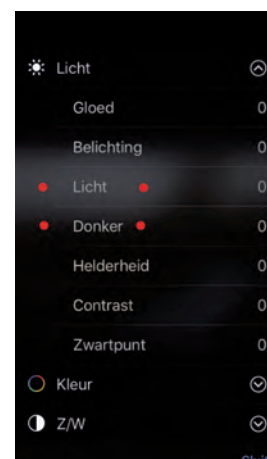 Licht
Gloed 0
Belichting 0
Licht 0
Donker 0
Helderheid 0
Contrast 0
Zwartpunt 0
Kleur
Z/W